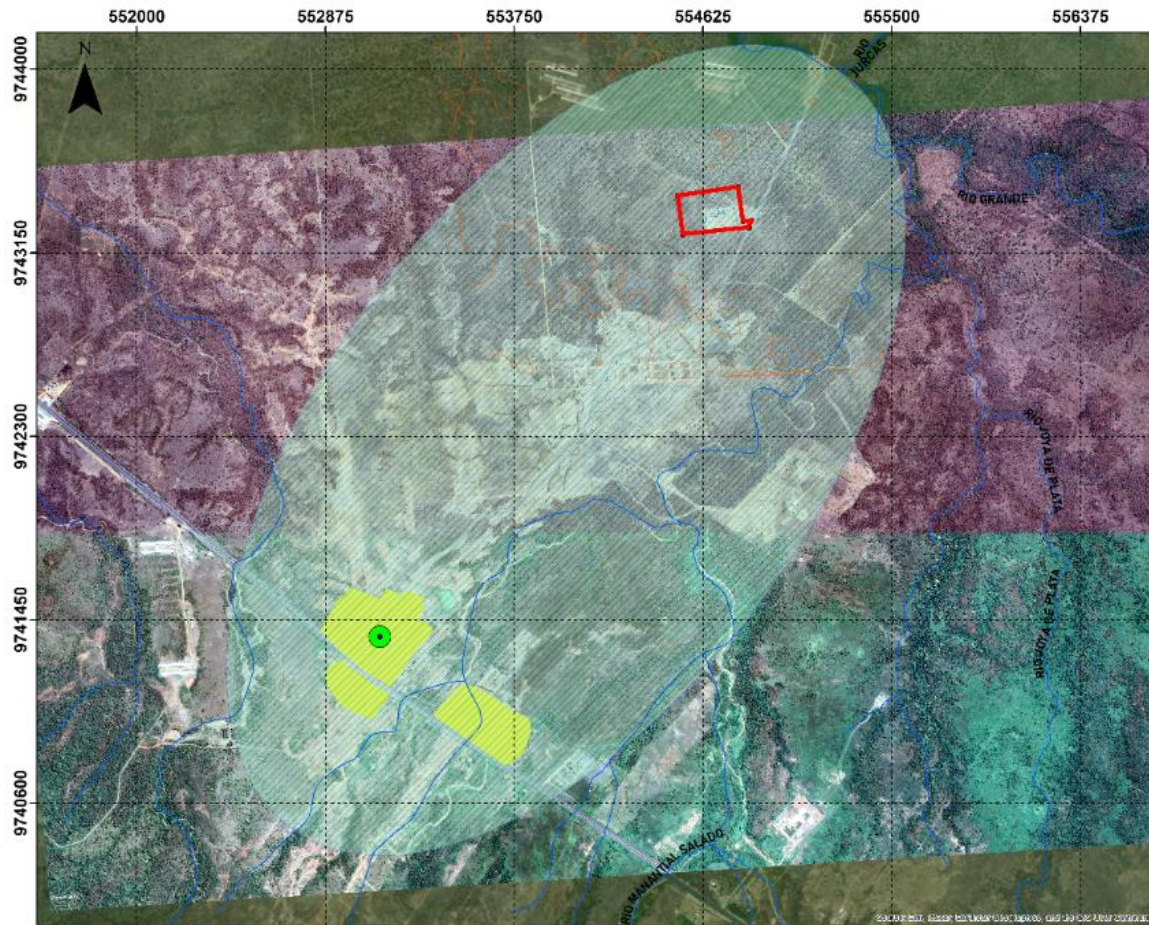 552000 552875 553750 554625 555500 556375
N
9744000
9743150
9742300
9741450
9740600
RIO
JURCAS
RIO GRANDE
RIO JOYA DE PLATA
RIO JOYA DE PLATA
RIO MANANTIAL SALADO